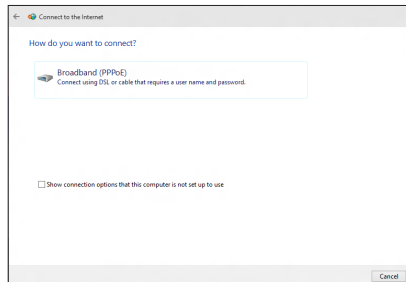 Connect to the Internet
How do you want to connect?
Broadband (PPPoE)
Connect using DSL or cable that requires a user name and password.
Show connection options that this computer is not set up to use
Cancel